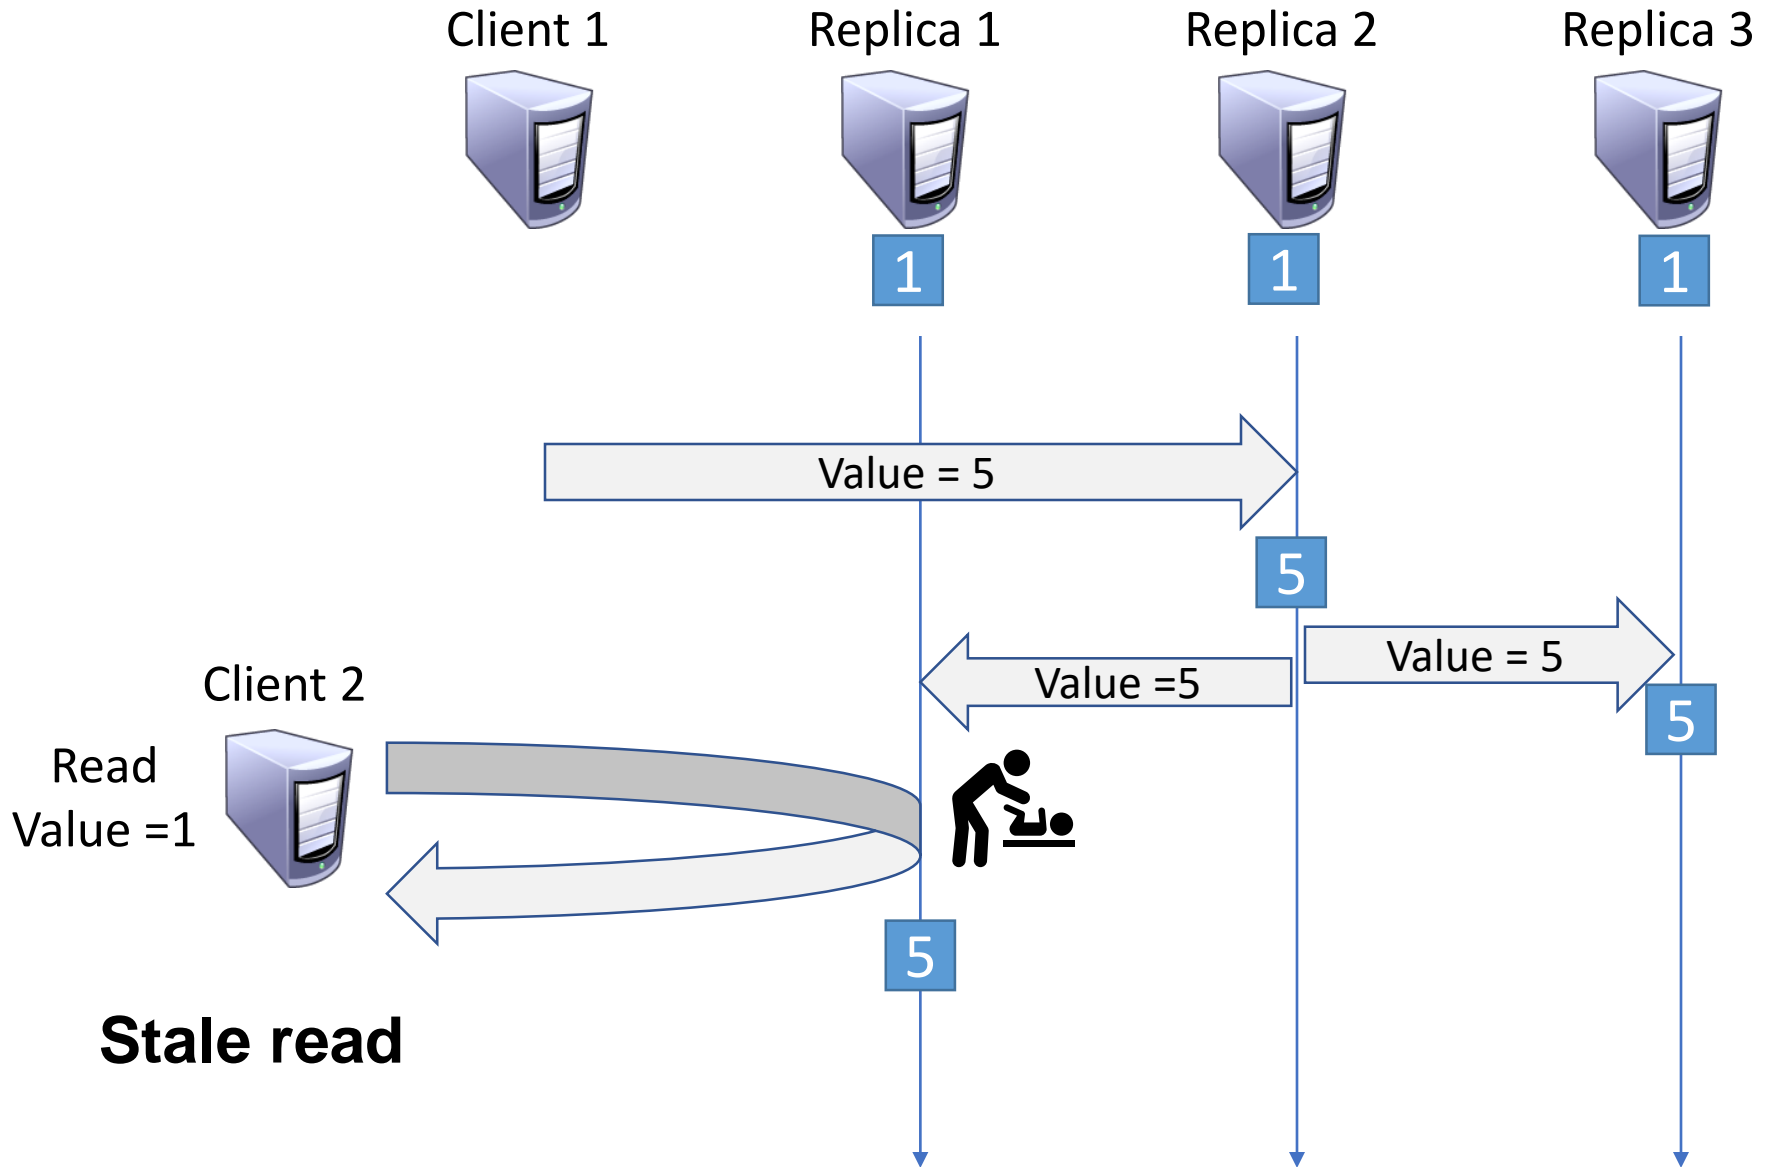 Client 1
Replica 1
Replica 2
Replica 3
1
1
1
Value = 5
5
Value = 5
Value =5
5
Client 2
Read
Value =1
5
Stale read